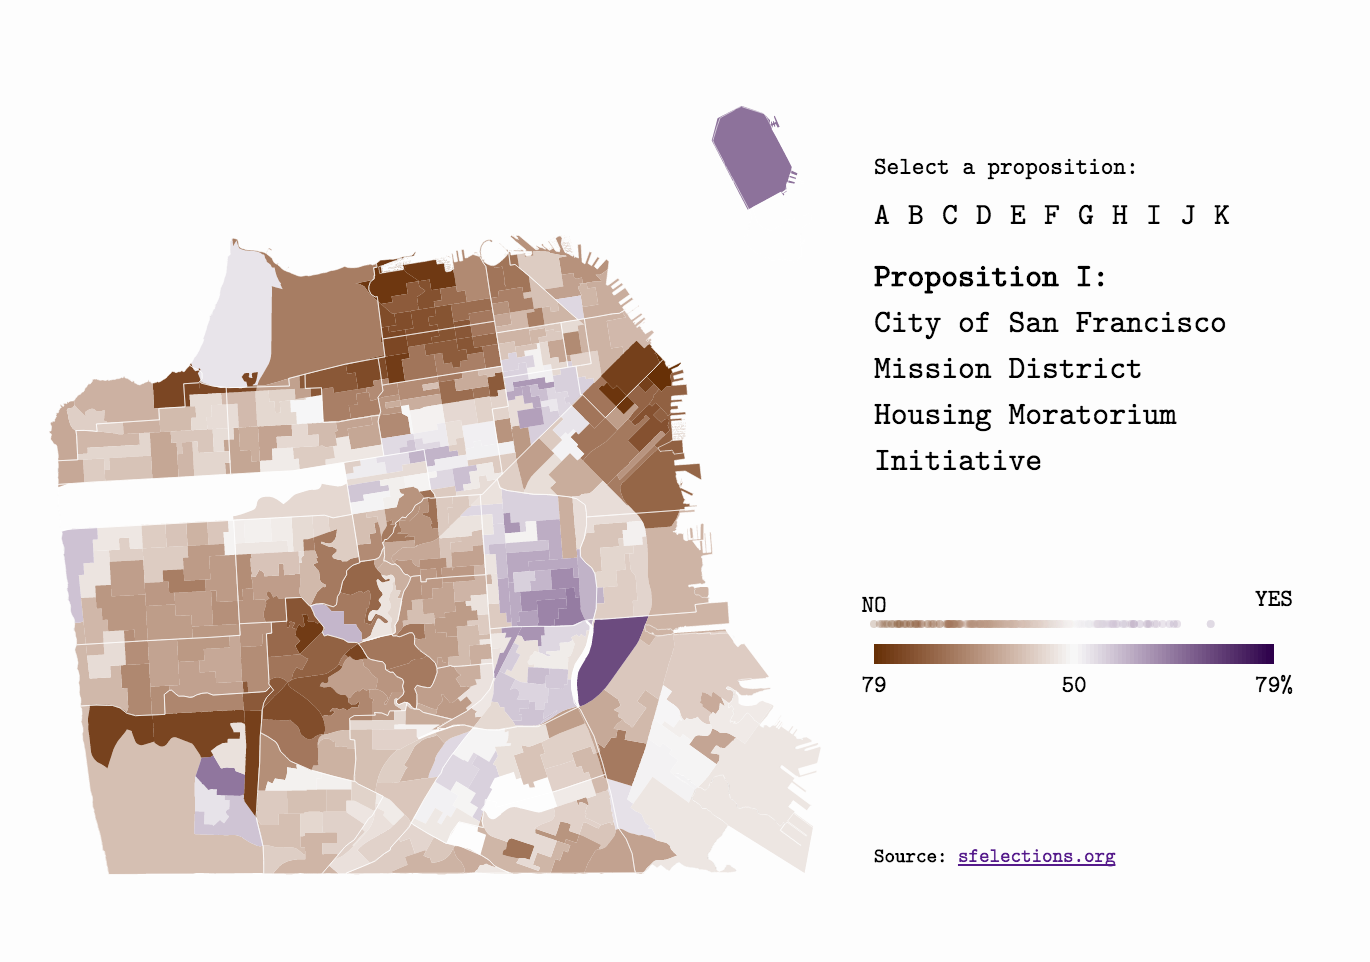 Select a proposition:
A B C D E F G H I J K
Proposition I:
City of San Francisco
Mission District
Housing Moratorium
Initiative
NO YES
79 50 79%
Source: sfelections.org